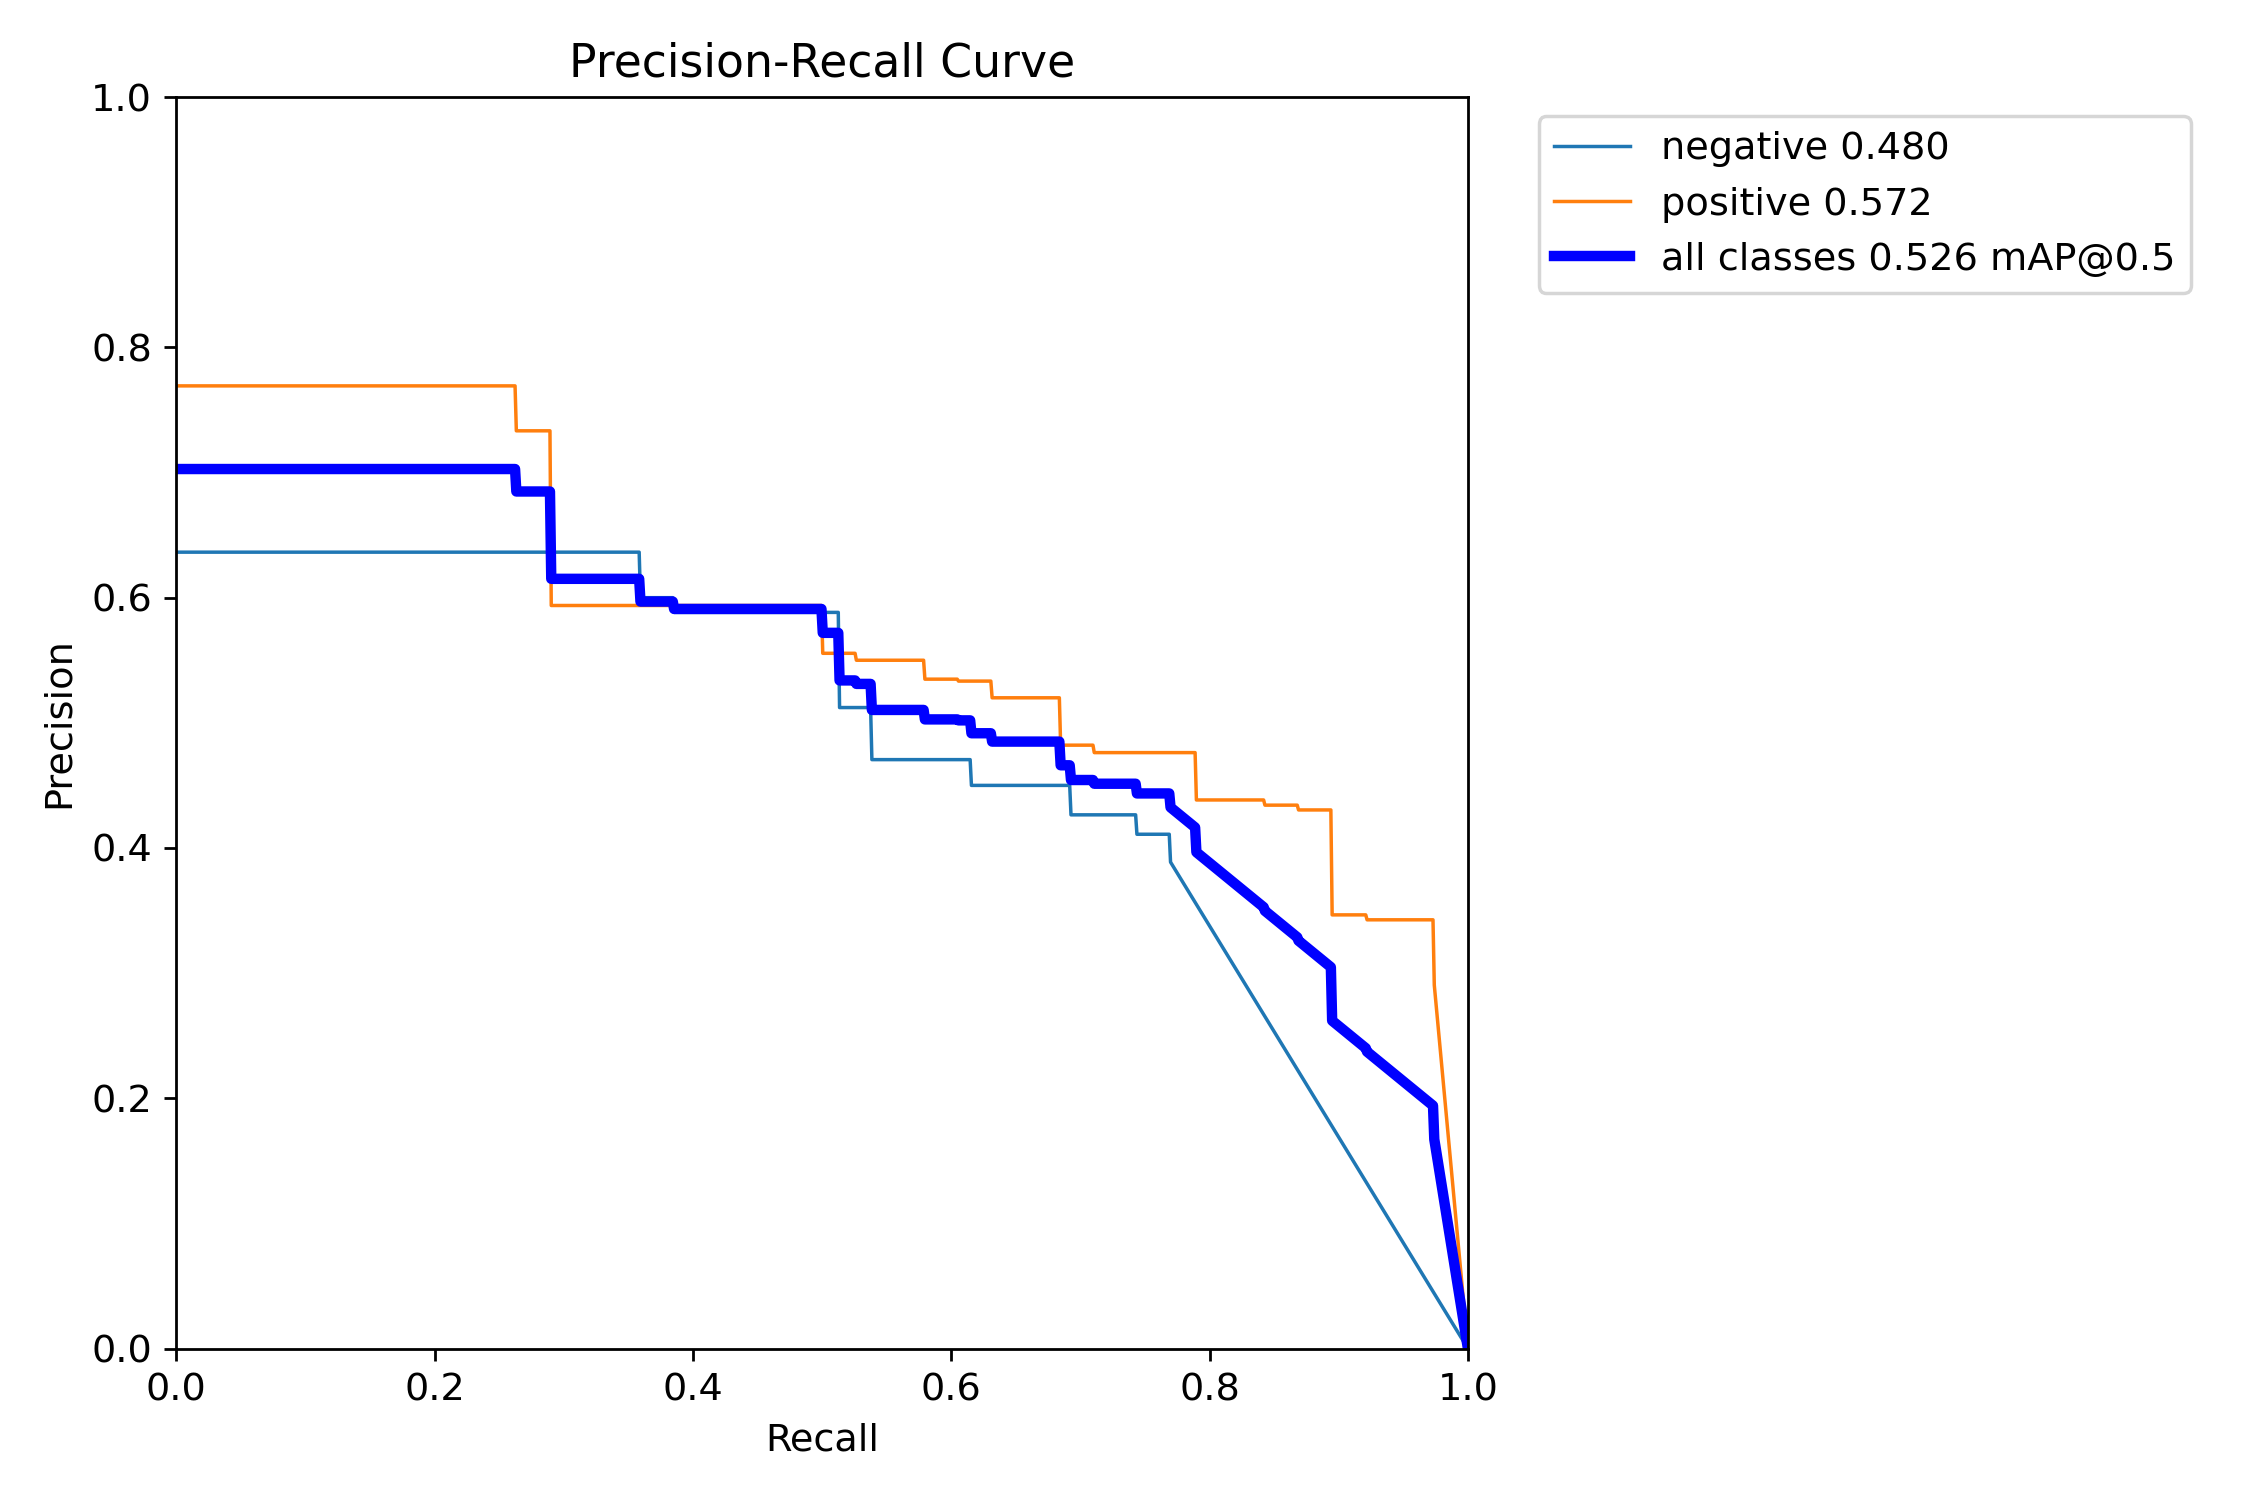 Precision-Recall Curve
negative 0.480
positive 0.572
all classes 0.526 mAP@0.5
1.0
0.8
0.6
0.4
0.2
0.0
Precision
0.0 0.2 0.4 0.6 0.8 1.0
Recall